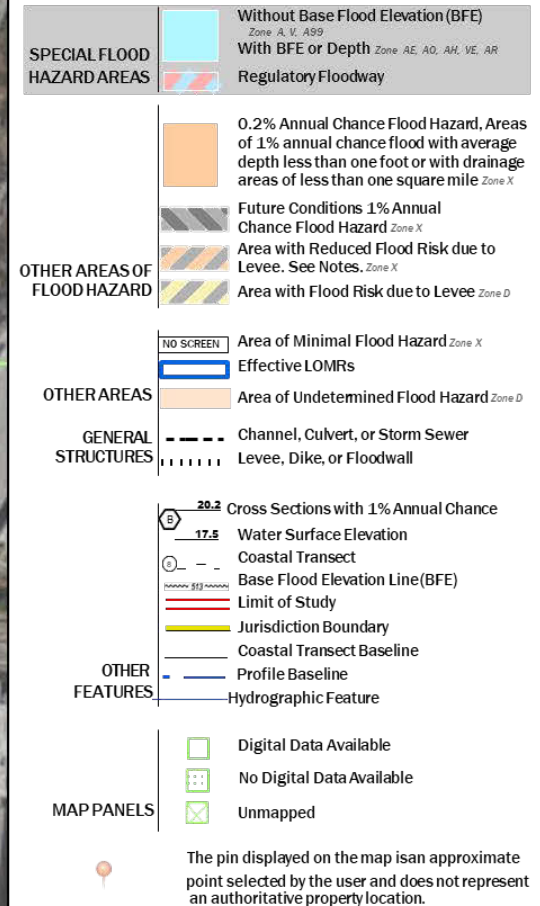 SPECIAL FLOOD
HAZARD AREAS
Without Base Flood Elevation (BFE)
Zone A, V, A99
With BFE or Depth Zone AE, AO, AH, VE, AR
Regulatory Floodway
OTHER AREAS OF
FLOOD HAZARD
0.2% Annual Chance Flood Hazard, Areas
of 1% annual chance flood with average
depth less than one foot or with drainage
areas of less than one square mile Zone X
Future Conditions 1% Annual
Chance Flood Hazard Zone X
Area with Reduced Flood Risk due to
Levee. See Notes. Zone X
Area with Flood Risk due to Levee Zone D
OTHER AREAS
NO SCREEN Area of Minimal Flood Hazard Zone X
Effective LOMRs
Area of Undetermined Flood Hazard Zone D
GENERAL
STRUCTURES
Channel, Culvert, or Storm Sewer
Levee, Dike, or Floodwall
OTHER
FEATURES
B 20.2 Cross Sections with 1% Annual Chance
17.5 Water Surface Elevation
8 Coastal Transect
513 Base Flood Elevation Line (BFE)
Limit of Study
Jurisdiction Boundary
Coastal Transect Baseline
Profile Baseline
Hydrographic Feature
MAP PANELS
Digital Data Available
No Digital Data Available
Unmapped
The pin displayed on the map isan approximate
point selected by the user and does not represent
an authoritative property location.